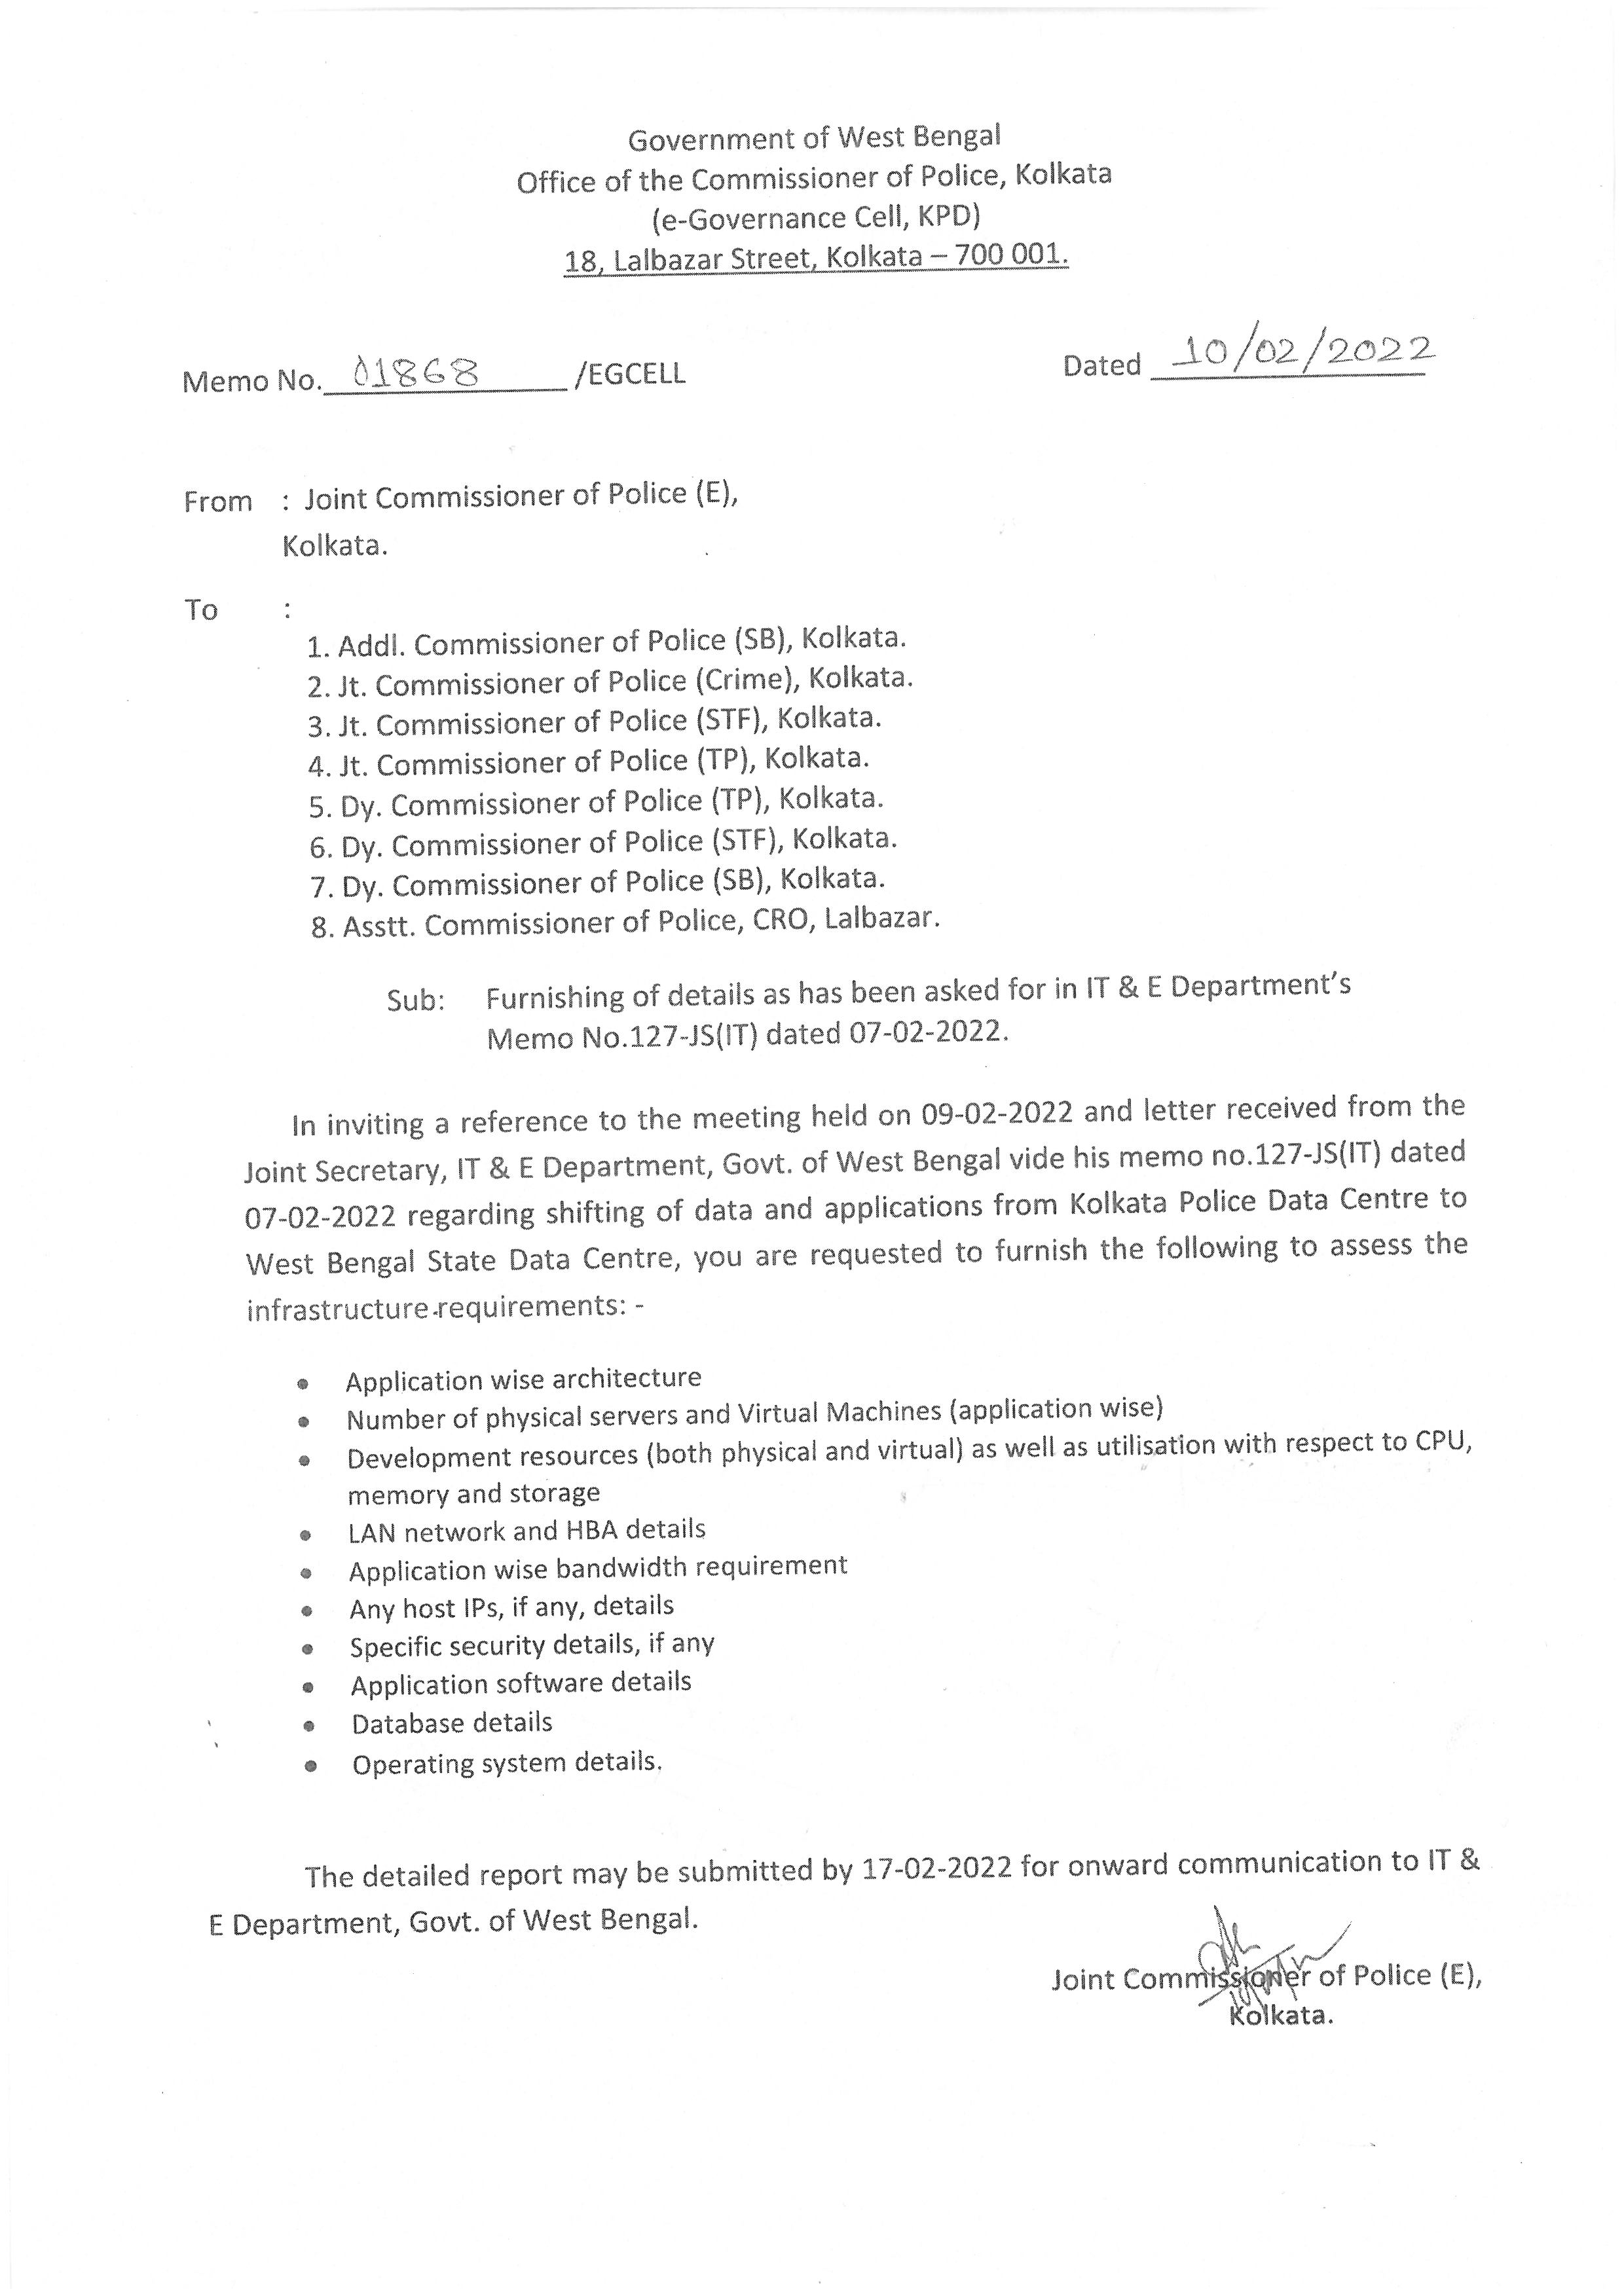 Government of West Bengal
Office of the Commissioner of Police, Kolkata
(e-Governance Cell, KPD)
18, Lalbazar Street, Kolkata – 700 001.
Memo No. 01868 /EGCELL
Dated 10/02/2022
From : Joint Commissioner of Police (E),
Kolkata.
To :
1. Addl. Commissioner of Police (SB), Kolkata.
2. Jt. Commissioner of Police (Crime), Kolkata.
3. Jt. Commissioner of Police (STF), Kolkata.
4. Jt. Commissioner of Police (TP), Kolkata.
5. Dy. Commissioner of Police (TP), Kolkata.
6. Dy. Commissioner of Police (STF), Kolkata.
7. Dy. Commissioner of Police (SB), Kolkata.
8. Asstt. Commissioner of Police, CRO, Lalbazar.
Sub: Furnishing of details as has been asked for in IT & E Department's
Memo No.127-JS(IT) dated 07-02-2022.
In inviting a reference to the meeting held on 09-02-2022 and letter received from the
Joint Secretary, IT & E Department, Govt. of West Bengal vide his memo no.127-JS(IT) dated
07-02-2022 regarding shifting of data and applications from Kolkata Police Data Centre to
West Bengal State Data Centre, you are requested to furnish the following to assess the
infrastructure requirements: -
• Application wise architecture
• Number of physical servers and Virtual Machines (application wise)
• Development resources (both physical and virtual) as well as utilisation with respect to CPU,
memory and storage
• LAN network and HBA details
• Application wise bandwidth requirement
• Any host IPs, if any, details
• Specific security details, if any
• Application software details
• Database details
• Operating system details.
The detailed report may be submitted by 17-02-2022 for onward communication to IT &
E Department, Govt. of West Bengal.
Joint Commissioner of Police (E),
Kolkata.